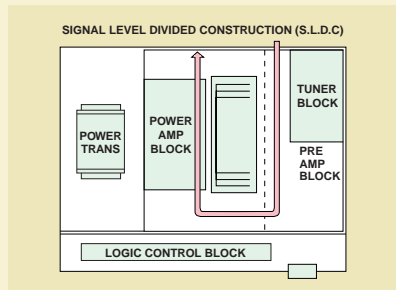 SIGNAL LEVEL DIVIDED CONSTRUCTION (S.L.D.C)
POWER
TRANS
POWER
AMP
BLOCK
TUNER
BLOCK
PRE
AMP
BLOCK
LOGIC CONTROL BLOCK